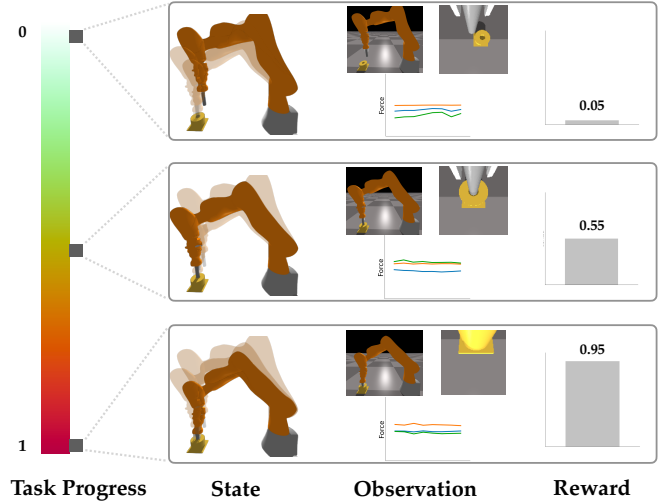 0
Force
0.05
Force
0.55
Force
0.95
1
Task Progress
State
Observation
Reward